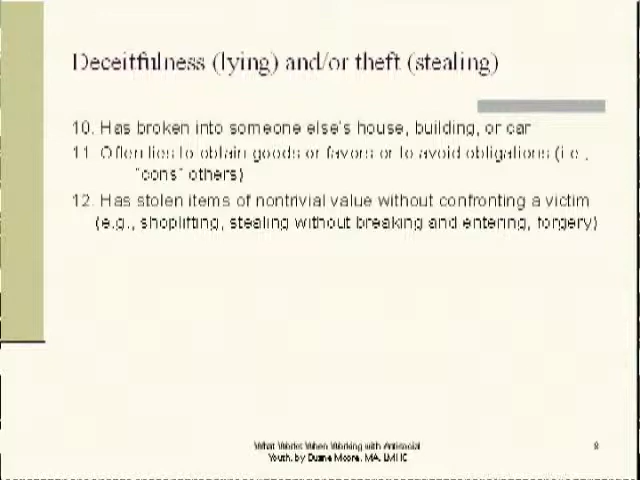 Deceitfulness (lying) and/or theft (stealing)
10. Has broken into someone else's house, building, or car
11. Often lies to obtain goods or favors or to avoid obligations (i.e.,
"cons" others)
12. Has stolen items of nontrivial value without confronting a victim
(e.g., shoplifting, stealing without breaking and entering, forgery)
What Works When Working with Antisocial
Youth, by Duane Moore, MA, LMHC